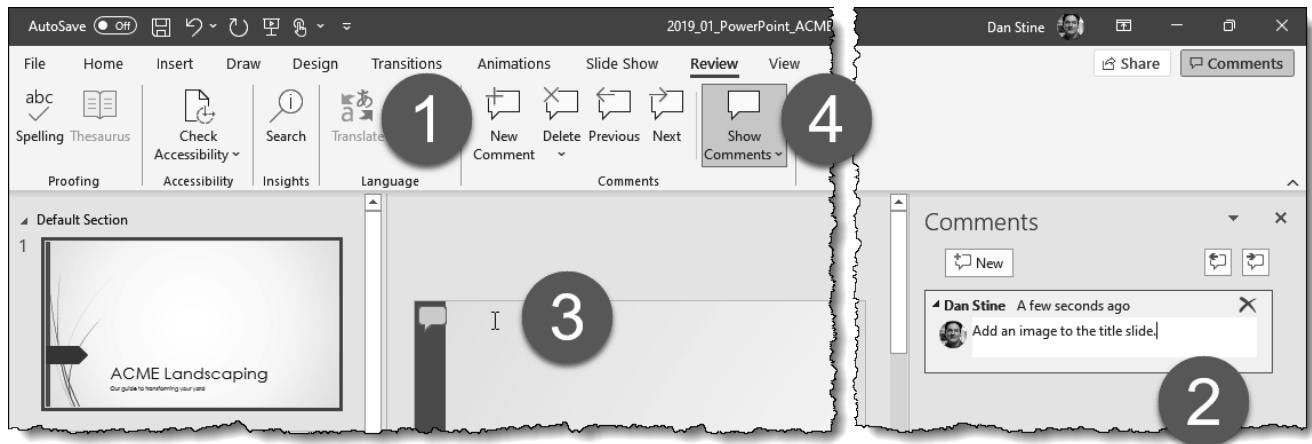 AutoSave Off
2019_01_PowerPoint_ACME
Dan Stine
File Home Insert Draw Design Transitions Animations Slide Show Review View
Share Comments
abc
Spelling Thesaurus
Check
Accessibility
Search
あ
a
Translate
New
Comment
Delete Previous Next
Show
Comments
1
4
Proofing Accessibility Insights Language Comments
Default Section
1
ACME Landscaping
Our guide to transforming your yard
3
Comments
New
Dan Stine A few seconds ago
Add an image to the title slide.
2